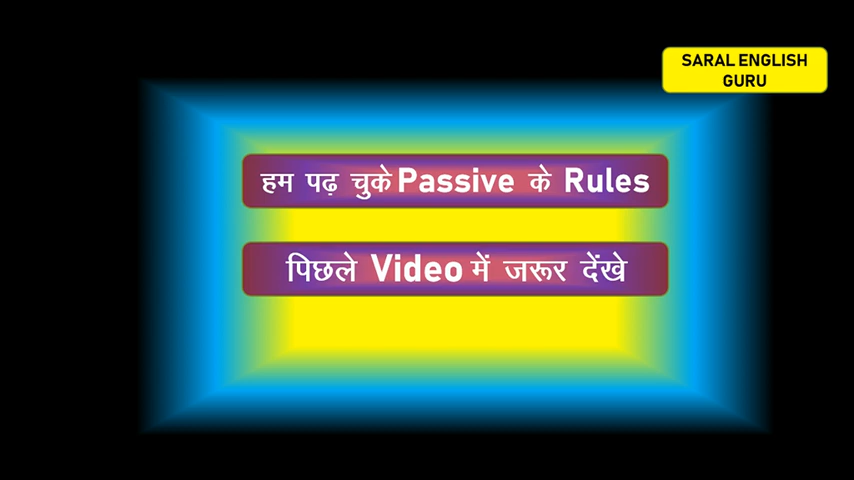 SARAL ENGLISH
GURU
हम पढ़ चुके Passive के Rules
पिछले Video में जरूर देंखे